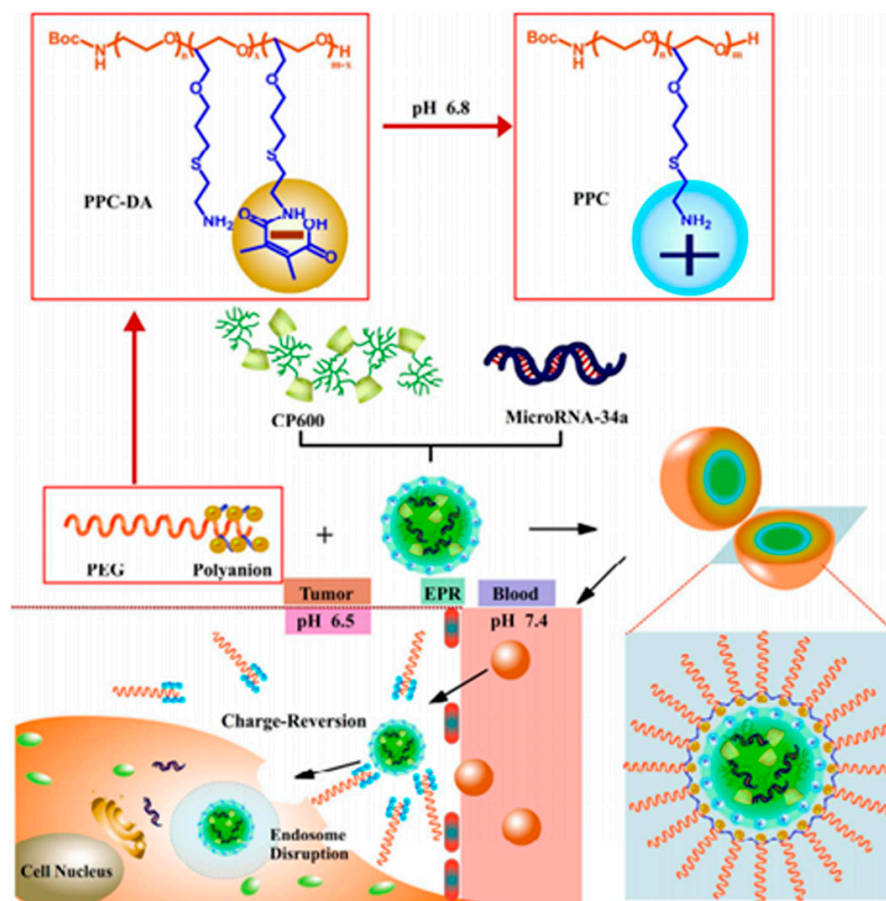 Boc
N
H
O
n
O
x
O
H
m-x
O
O
S
S
NH₂
NH
O
OH
O
PPC-DA
pH 6.8
Boc
N
H
O
n
O
m
H
O
S
NH₂
PPC
CP600
MicroRNA-34a
PEG
Polyanion
+
Tumor
EPR
Blood
pH 6.5
pH 7.4
Charge-Reversion
Endosome
Disruption
Cell Nucleus